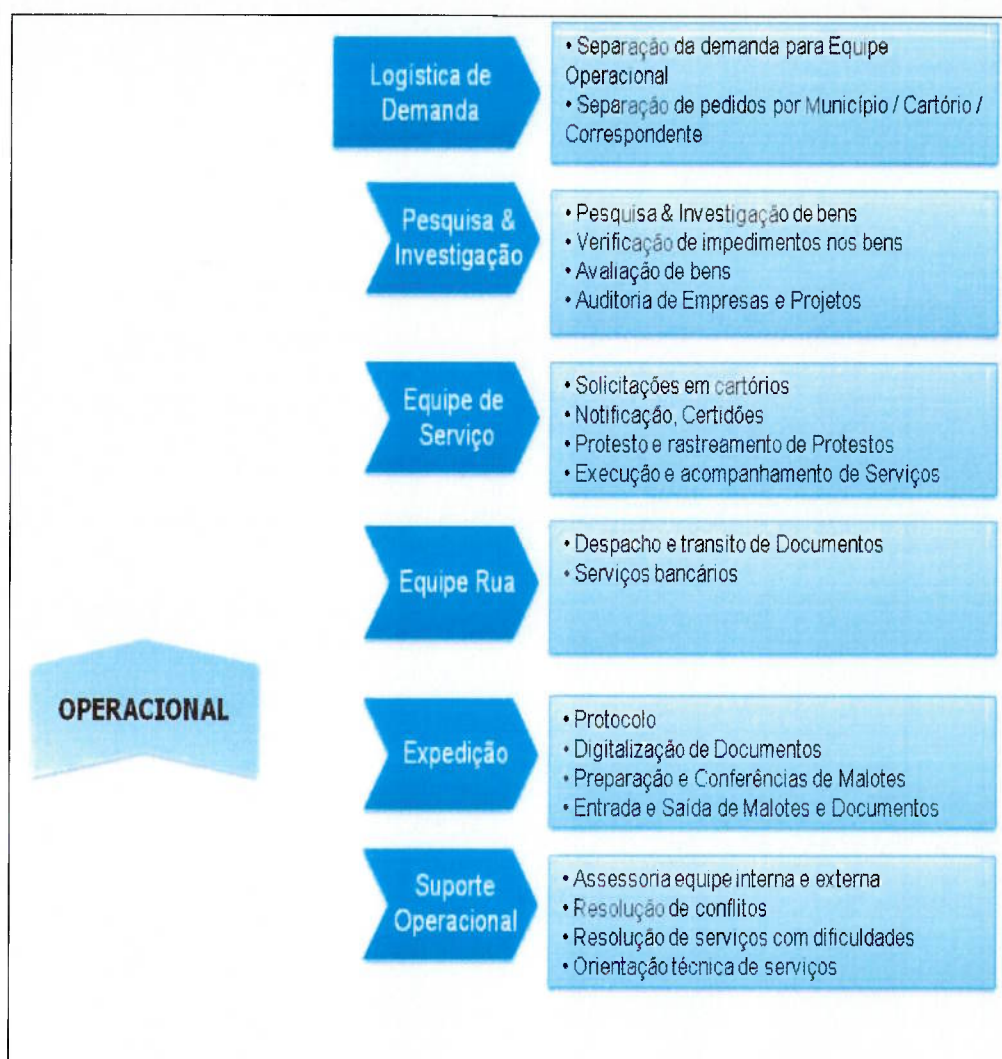 Logística de
Demanda
• Separação da demanda para Equipe
Operacional
• Separação de pedidos por Município / Cartório /
Correspondente
Pesquisa &
Investigação
• Pesquisa & Investigação de bens
• Verificação de impedimentos nos bens
• Avaliação de bens
• Auditoria de Empresas e Projetos
Equipe de
Serviço
• Solicitações em cartórios
• Notificação, Certidões
• Protesto e rastreamento de Protestos
• Execução e acompanhamento de Serviços
Equipe Rua
• Despacho e transito de Documentos
• Serviços bancários
OPERACIONAL
Expedição
• Protocolo
• Digitalização de Documentos
• Preparação e Conferências de Malotes
• Entrada e Saída de Malotes e Documentos
Suporte
Operacional
• Assessoria equipe interna e externa
• Resolução de conflitos
• Resolução de serviços com dificuldades
• Orientação técnica de serviços